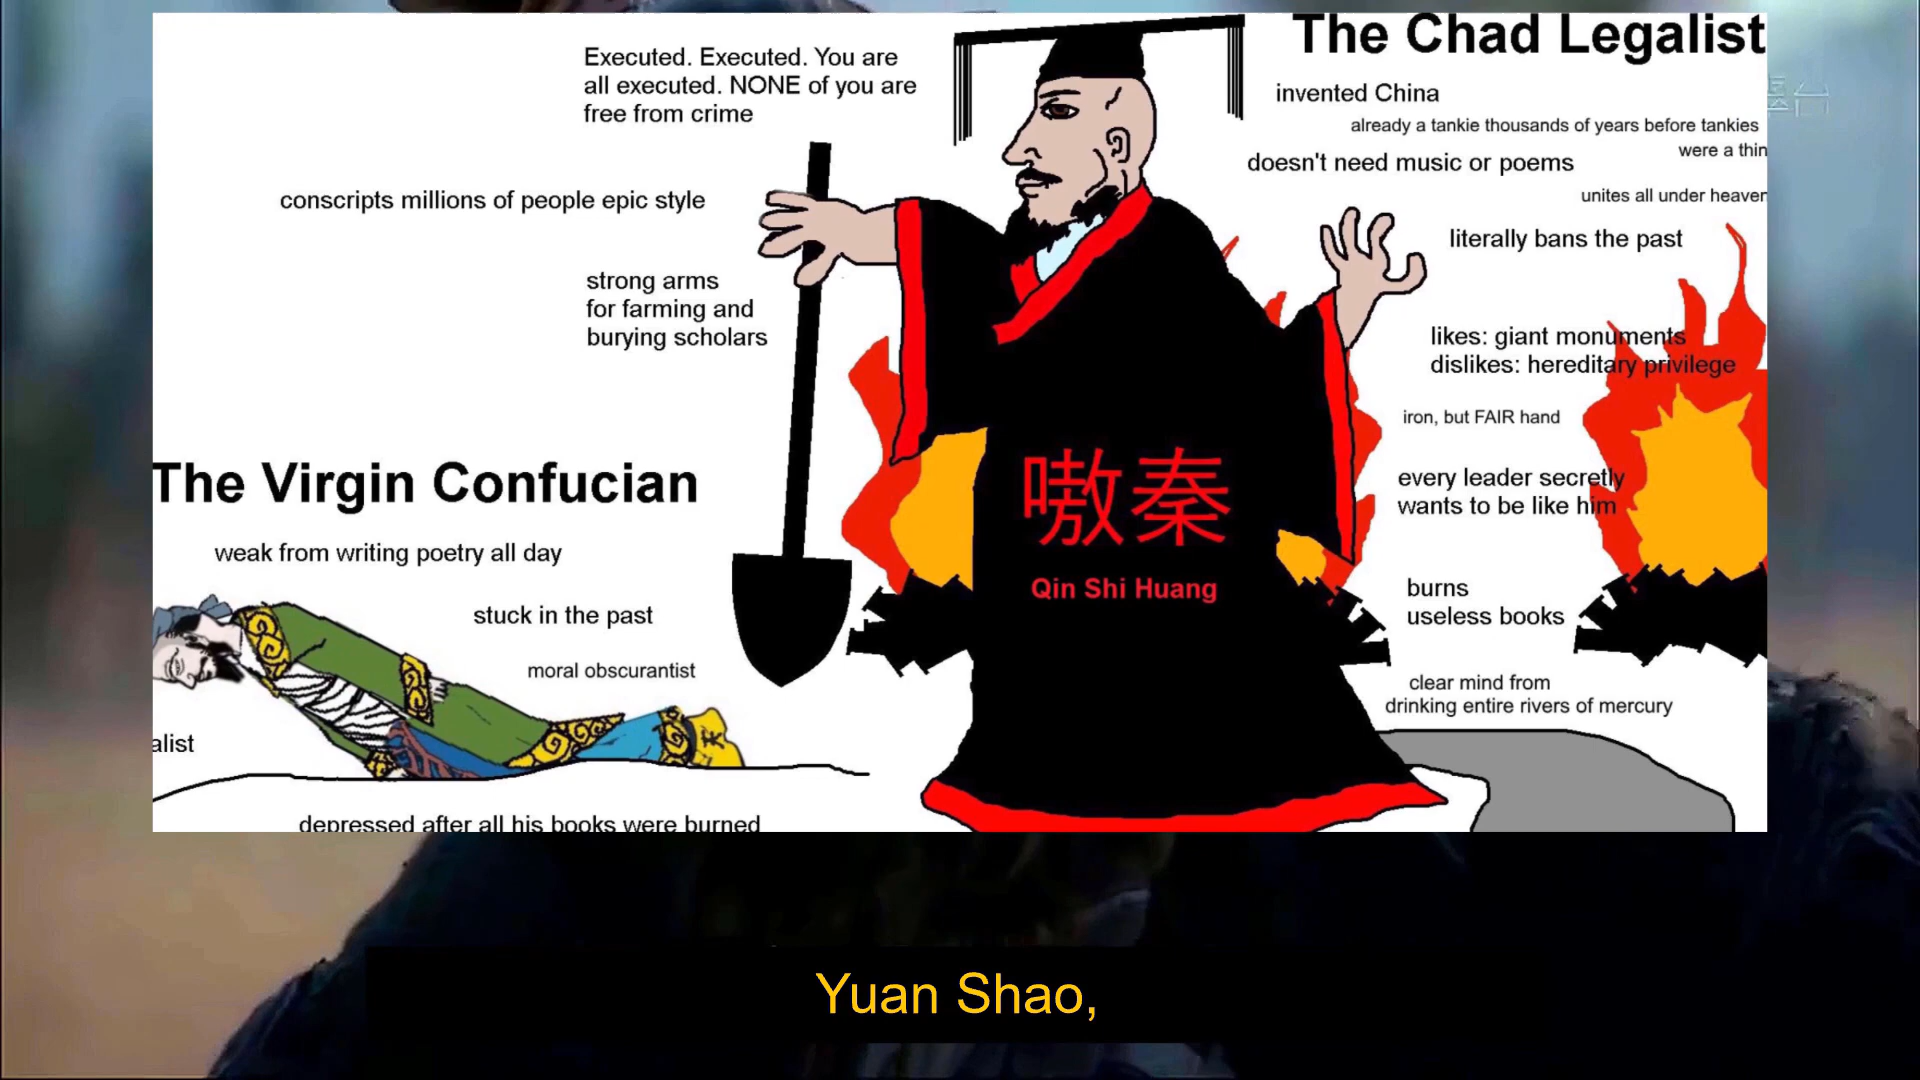 The Chad Legalist
Executed. Executed. You are
all executed. NONE of you are
free from crime
invented China
already a tankie thousands of years before tankies
were a thin
doesn't need music or poems
unites all under heaven
conscripts millions of people epic style
literally bans the past
strong arms
for farming and
burying scholars
likes: giant monuments
dislikes: hereditary privilege
iron, but FAIR hand
嗷秦
Qin Shi Huang
every leader secretly
wants to be like him
burns
useless books
clear mind from
drinking entire rivers of mercury
The Virgin Confucian
weak from writing poetry all day
stuck in the past
moral obscurantist
alist
depressed after all his books were burned
Yuan Shao,